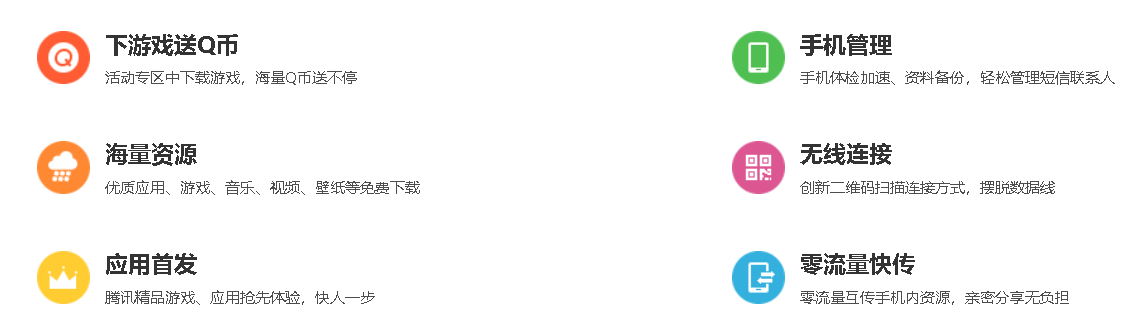 下游戏送Q币
活动专区中下载游戏，海量Q币送不停
手机管理
手机体检加速、资料备份，轻松管理短信联系人
海量资源
优质应用、游戏、音乐、视频、壁纸等免费下载
无线连接
创新二维码扫描连接方式，摆脱数据线
应用首发
腾讯精品游戏、应用抢先体验，快人一步
零流量快传
零流量互传手机内资源，亲密分享无负担